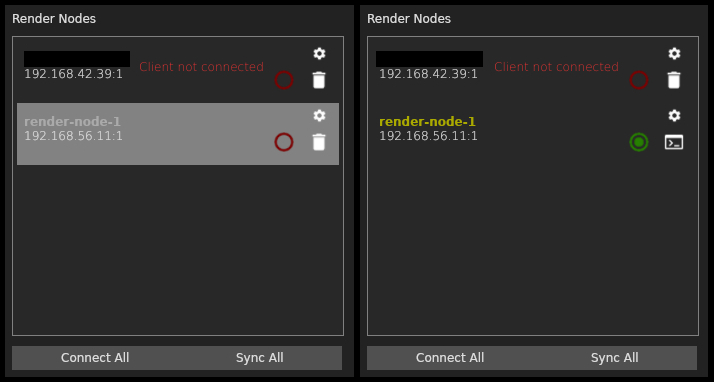 Render Nodes
192.168.42.39:1
Client not connected
render-node-1
192.168.56.11:1
Connect All
Sync All
Render Nodes
192.168.42.39:1
Client not connected
render-node-1
192.168.56.11:1
Connect All
Sync All